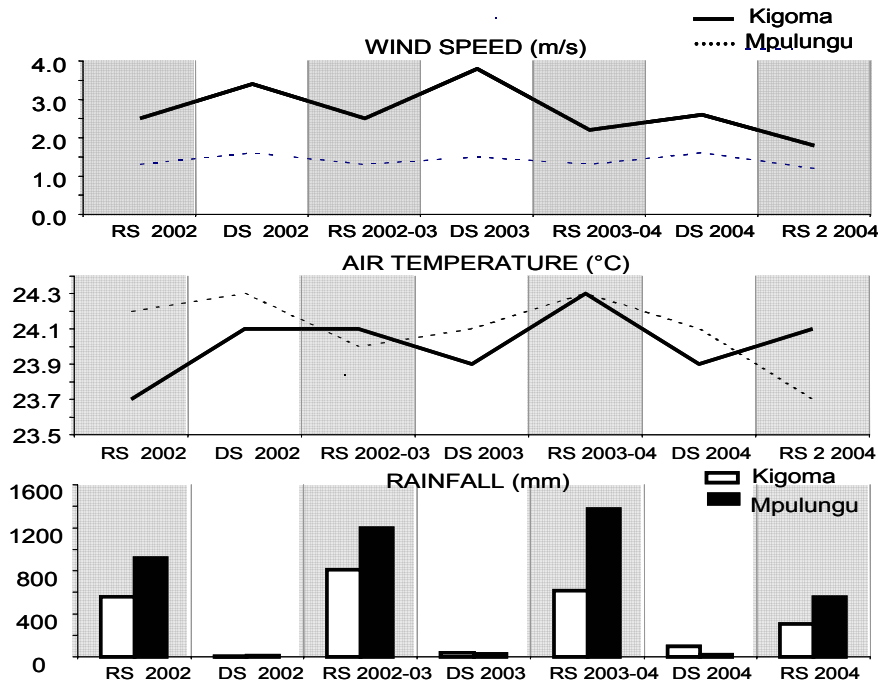 Kigoma
Mpulungu
WIND SPEED (m/s)
4.0
3.0
2.0
1.0
0.0
RS 2002 DS 2002 RS 2002-03 DS 2003 RS 2003-04 DS 2004 RS 2 2004
AIR TEMPERATURE (°C)
24.3
24.1
23.9
23.7
23.5
RS 2002 DS 2002 RS 2002-03 DS 2003 RS 2003-04 DS 2004 RS 2 2004
RAINFALL (mm)
Kigoma
Mpulungu
1600
1200
800
400
0
RS 2002 DS 2002 RS 2002-03 DS 2003 RS 2003-04 DS 2004 RS 2004